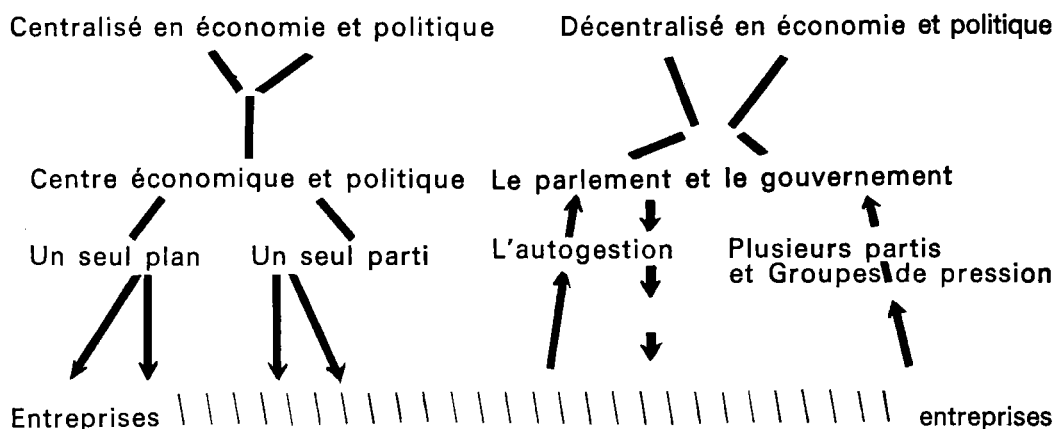 Centralisé en économie et politique
Décentralisé en économie et politique
Centre économique et politique
Le parlement et le gouvernement
Un seul plan
Un seul parti
L'autogestion
Plusieurs partis
et Groupes de pression
Entreprises
entreprises